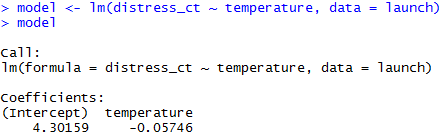 > model <- lm(distress_ct ~ temperature, data = launch)
> model
Call:
lm(formula = distress_ct ~ temperature, data = launch)
Coefficients:
(Intercept)  temperature
    4.30159     -0.05746